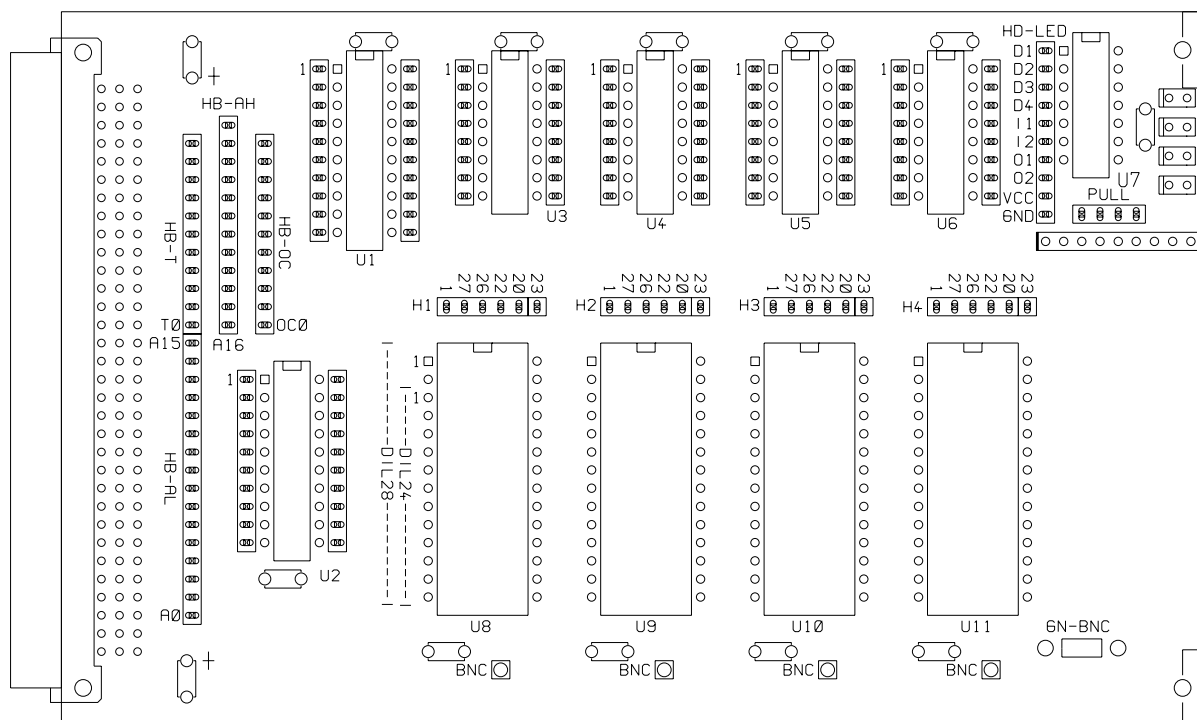 HD-LED
D1
D2
D3
D4
I1
I2
O1
O2
VCC
GND
U7
PULL
+
HB-AH
HB-T
HB-OC
T0
OC0
A15
A16
HB-AL
A0
+
1
U1
1
U3
1
U4
1
U5
1
U6
1
U2
H1
1 27 26 22 20 23
H2
1 27 26 22 20 23
H3
1 27 26 22 20 23
H4
1 27 26 22 20 23
1
1
DIL28
DIL24
U8
U9
U10
U11
GN-BNC
BNC
BNC
BNC
BNC